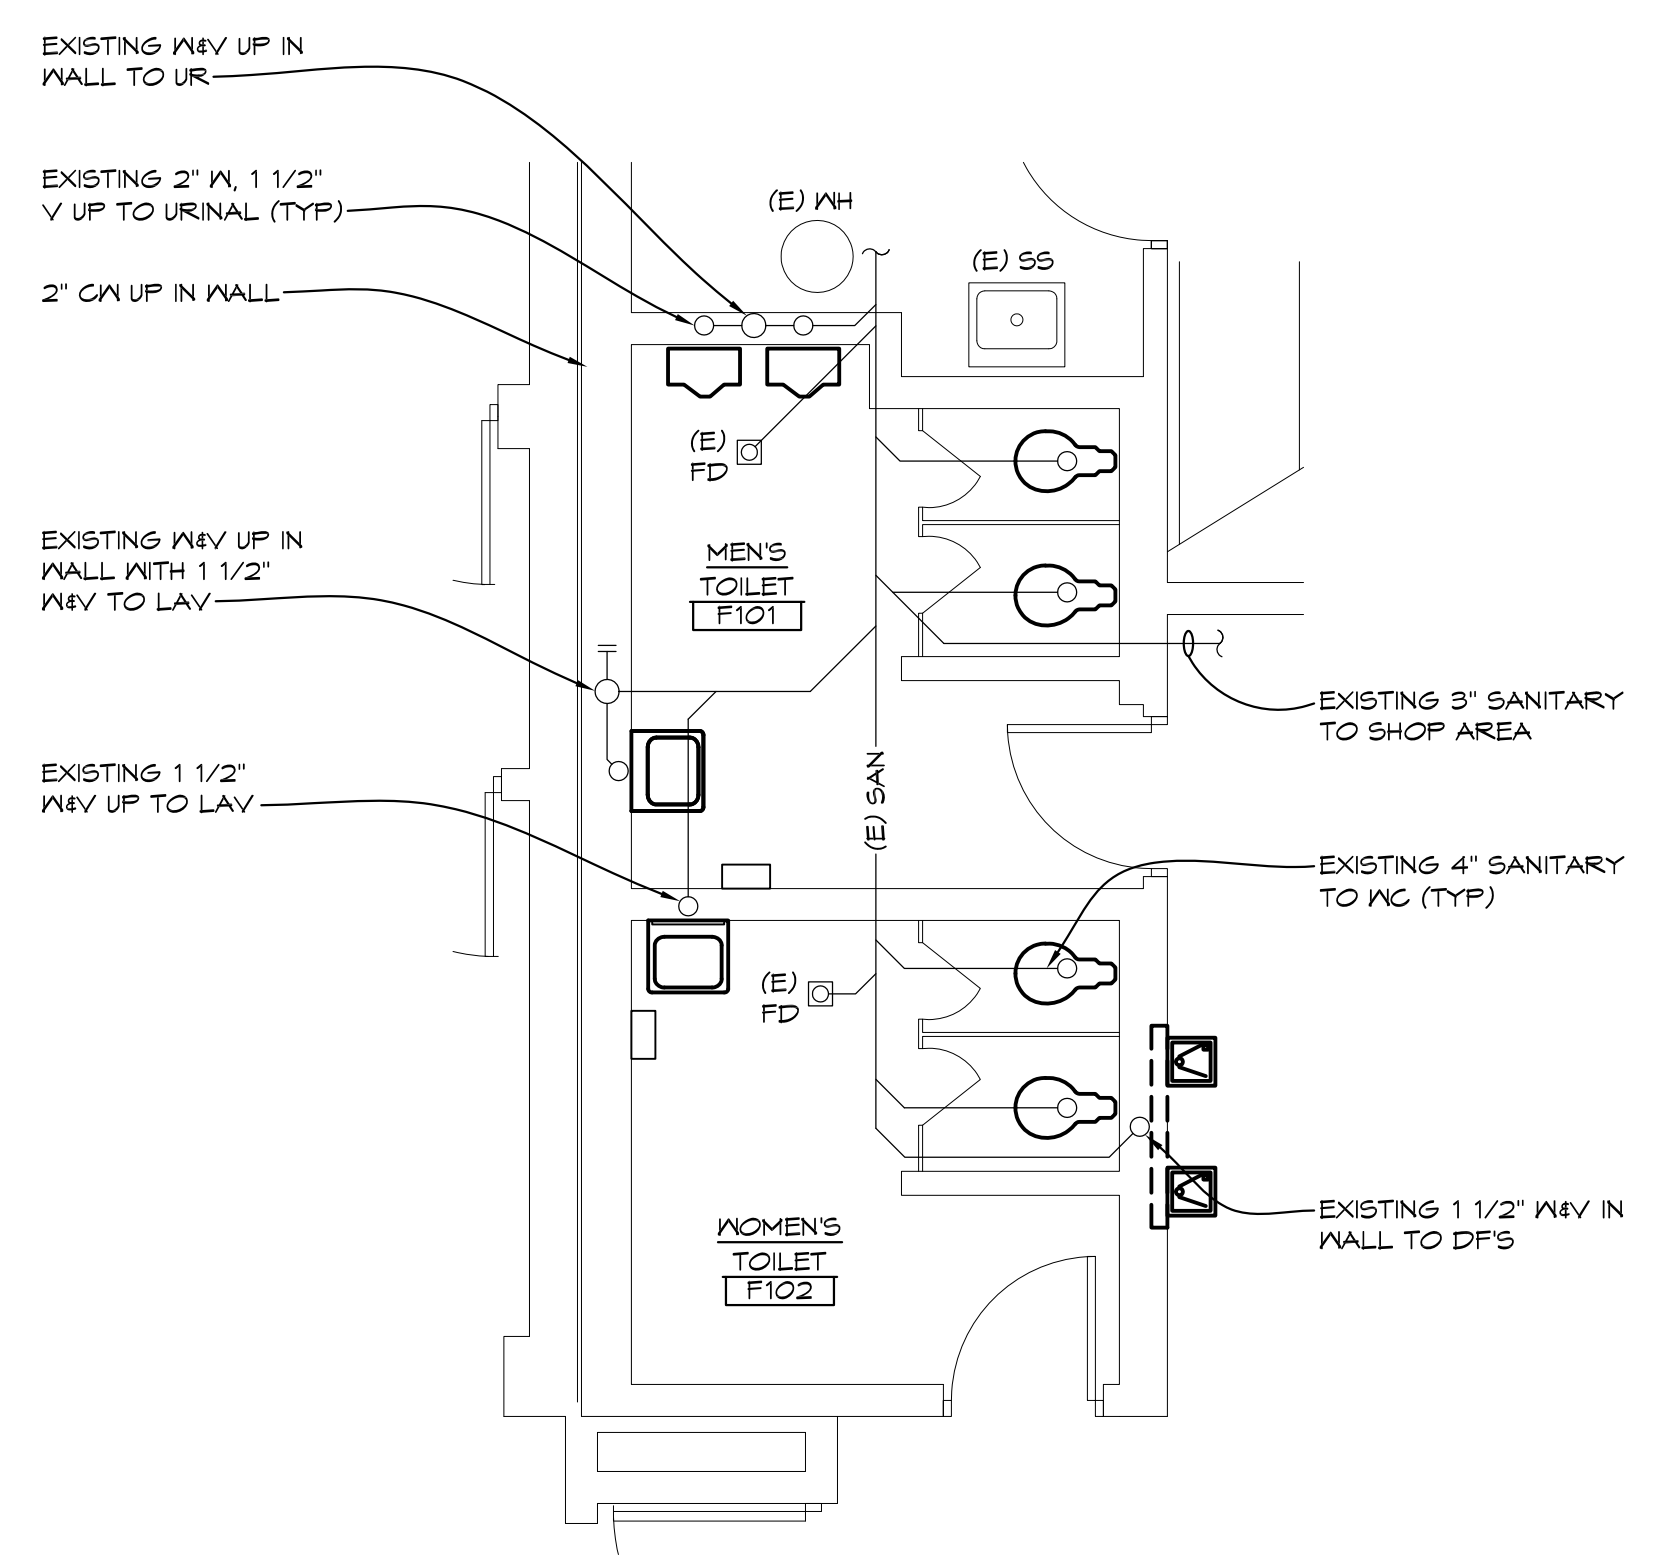 EXISTING W&V UP IN
WALL TO UR
EXISTING 2" W, 1 1/2"
V UP TO URINAL (TYP)
(E) WH
(E) SS
2" CW UP IN WALL
(E)
FD
EXISTING W&V UP IN
WALL WITH 1 1/2"
W&V TO LAV
MEN'S
TOILET
F101
EXISTING 3" SANITARY
TO SHOP AREA
EXISTING 1 1/2"
W&V UP TO LAV
(E) SAN
EXISTING 4" SANITARY
TO WC (TYP)
(E)
FD
EXISTING 1 1/2" W&V IN
WALL TO DF'S
WOMEN'S
TOILET
F102